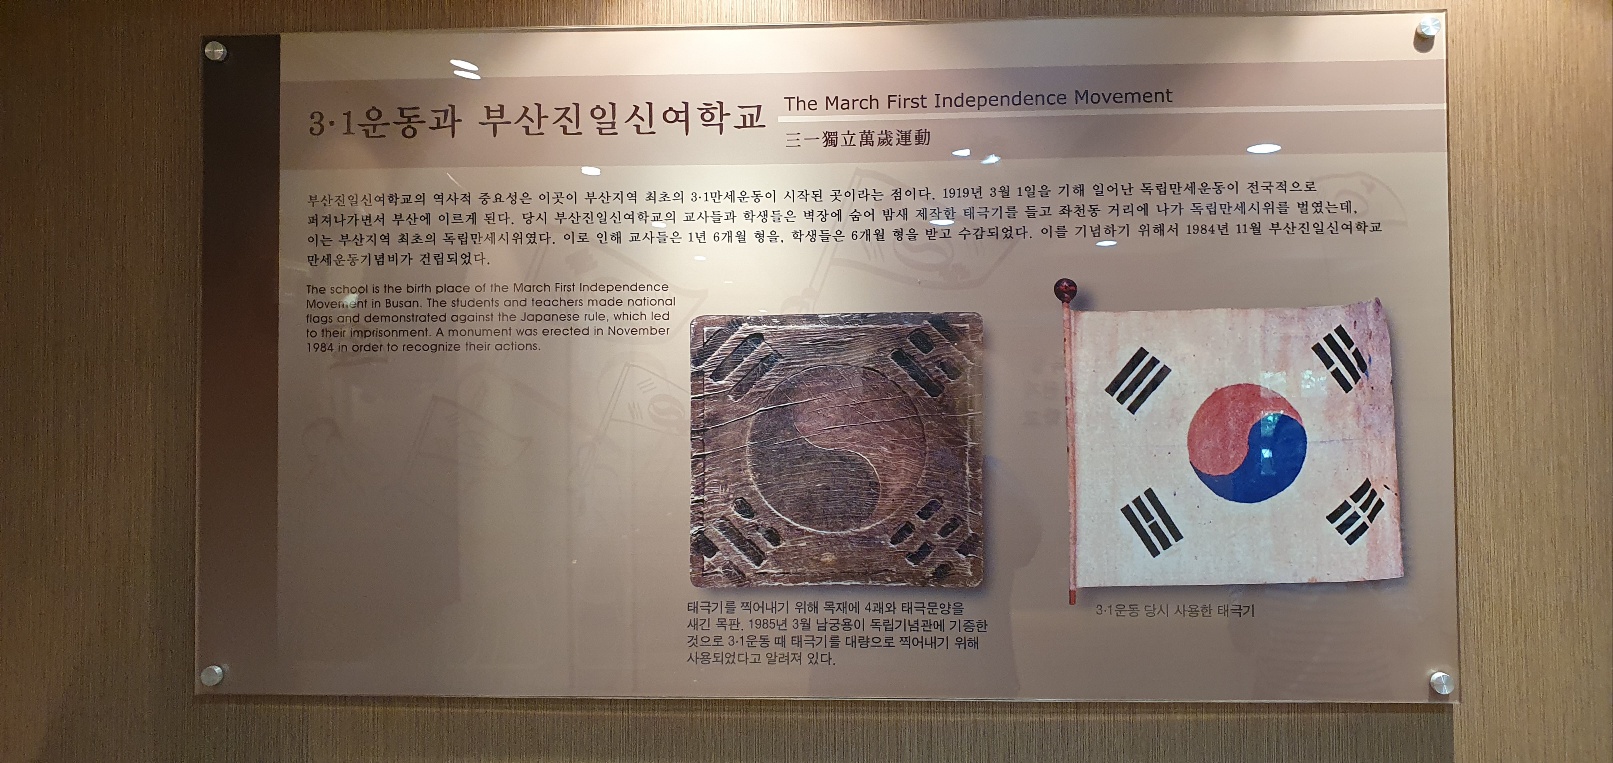 3·1운동과 부산진일신여학교
The March First Independence Movement
三一獨立萬歲運動
부산진일신여학교의 역사적 중요성은 이곳이 부산지역 최초의 3·1만세운동이 시작된 곳이라는 점이다. 1919년 3월 1일을 기해 일어난 독립만세운동이 전국적으로
퍼져나가면서 부산에 이르게 된다. 당시 부산진일신여학교의 교사들과 학생들은 벽장에 숨어 밤새 제작한 태극기를 들고 좌천동 거리에 나가 독립만세시위를 벌였는데,
이는 부산지역 최초의 독립만세시위였다. 이로 인해 교사들은 1년 6개월 형을, 학생들은 6개월 형을 받고 수감되었다. 이를 기념하기 위해서 1984년 11월 부산진일신여학교
만세운동기념비가 건립되었다.
The school is the birth place of the March First Independence
Movement in Busan. The students and teachers made national
flags and demonstrated against the Japanese rule, which led
to their imprisonment. A monument was erected in November
1984 in order to recognize their actions.
태극기를 찍어내기 위해 목재에 4괘와 태극문양을
새긴 목판. 1985년 3월 남궁용이 독립기념관에 기증한
것으로 3·1운동 때 태극기를 대량으로 찍어내기 위해
사용되었다고 알려져 있다.
3·1운동 당시 사용한 태극기